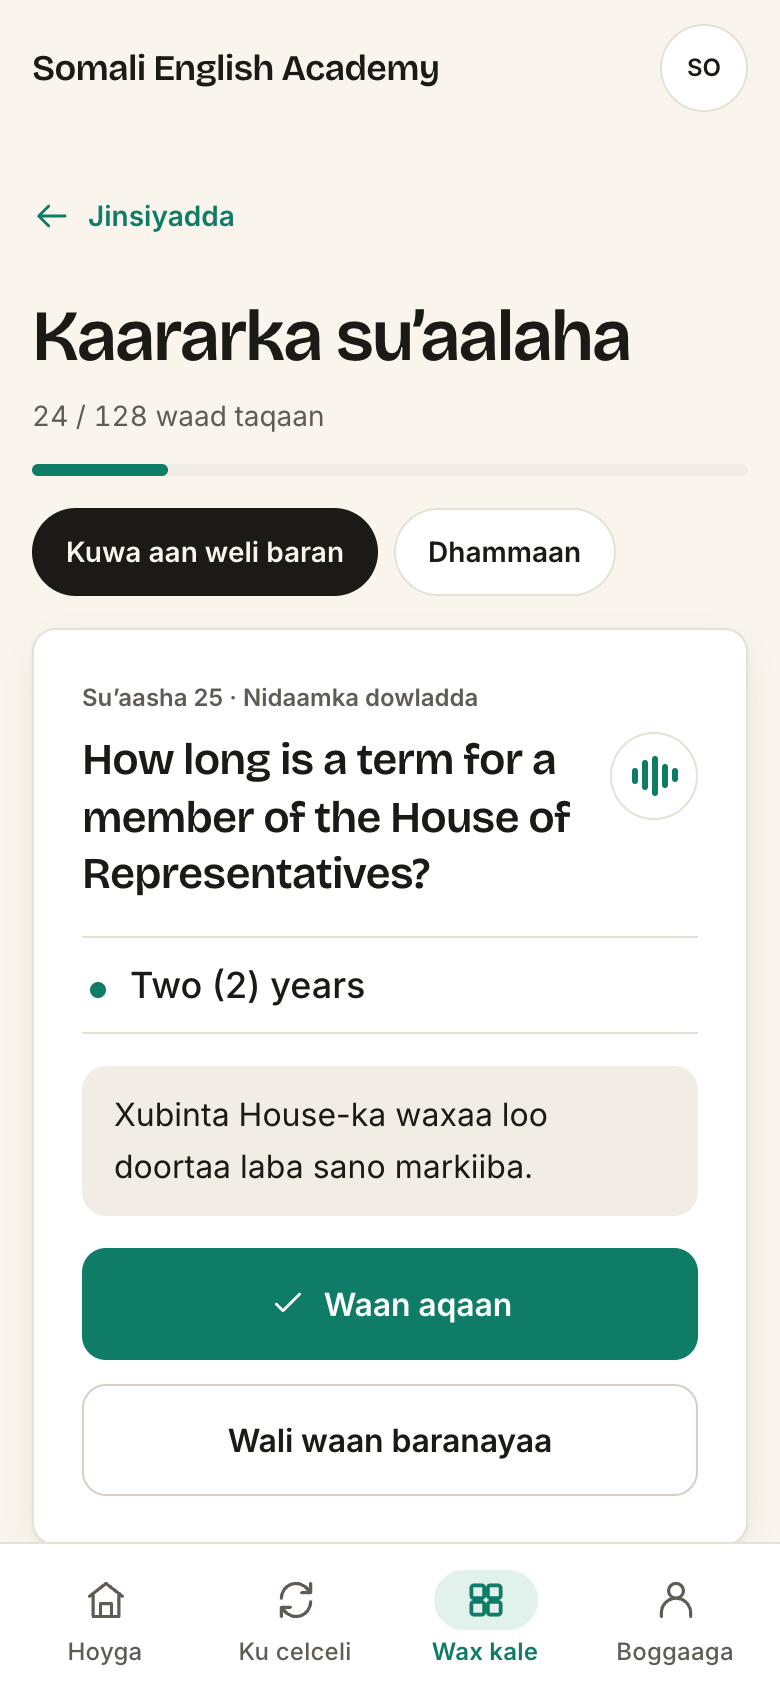 Somali English Academy
SO
Jinsiyadda
Kaararka su’aalaha
24 / 128 waad taqaan
Kuwa aan weli baran
Dhammaan
Su’aasha 25 · Nidaamka dowladda
How long is a term for a
member of the House of
Representatives?
Two (2) years
Xubinta House-ka waxaa loo
doortaa laba sano markiiba.
Waan aqaan
Wali waan baranayaa
Hoyga
Ku celceli
Wax kale
Boggaaga